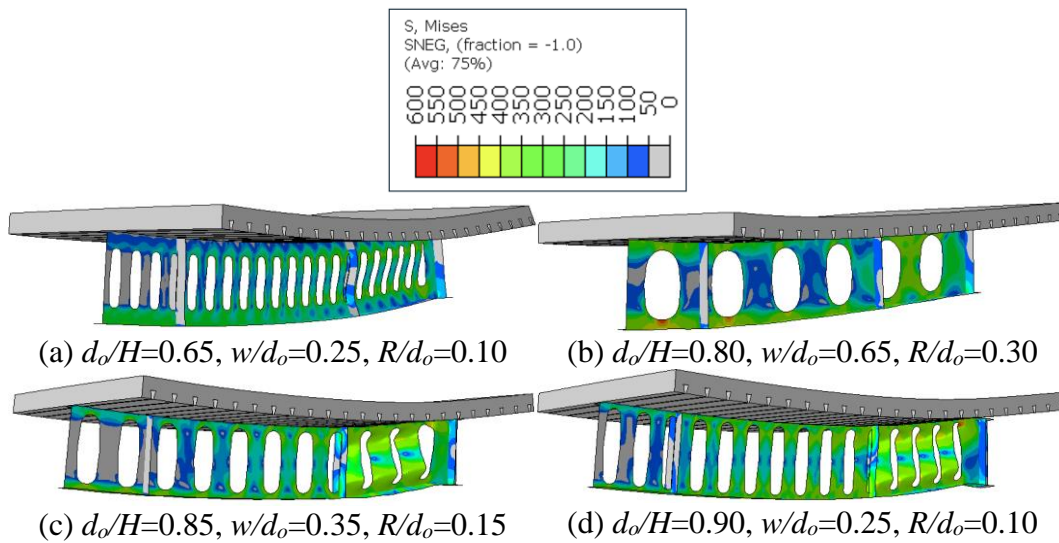 S, Mises
SNEG, (fraction = -1.0)
(Avg: 75%)
600 550 500 450 400 350 300 250 200 150 100 50 0
(a) dₒ/H=0.65, w/dₒ=0.25, R/dₒ=0.10
(b) dₒ/H=0.80, w/dₒ=0.65, R/dₒ=0.30
(c) dₒ/H=0.85, w/dₒ=0.35, R/dₒ=0.15
(d) dₒ/H=0.90, w/dₒ=0.25, R/dₒ=0.10